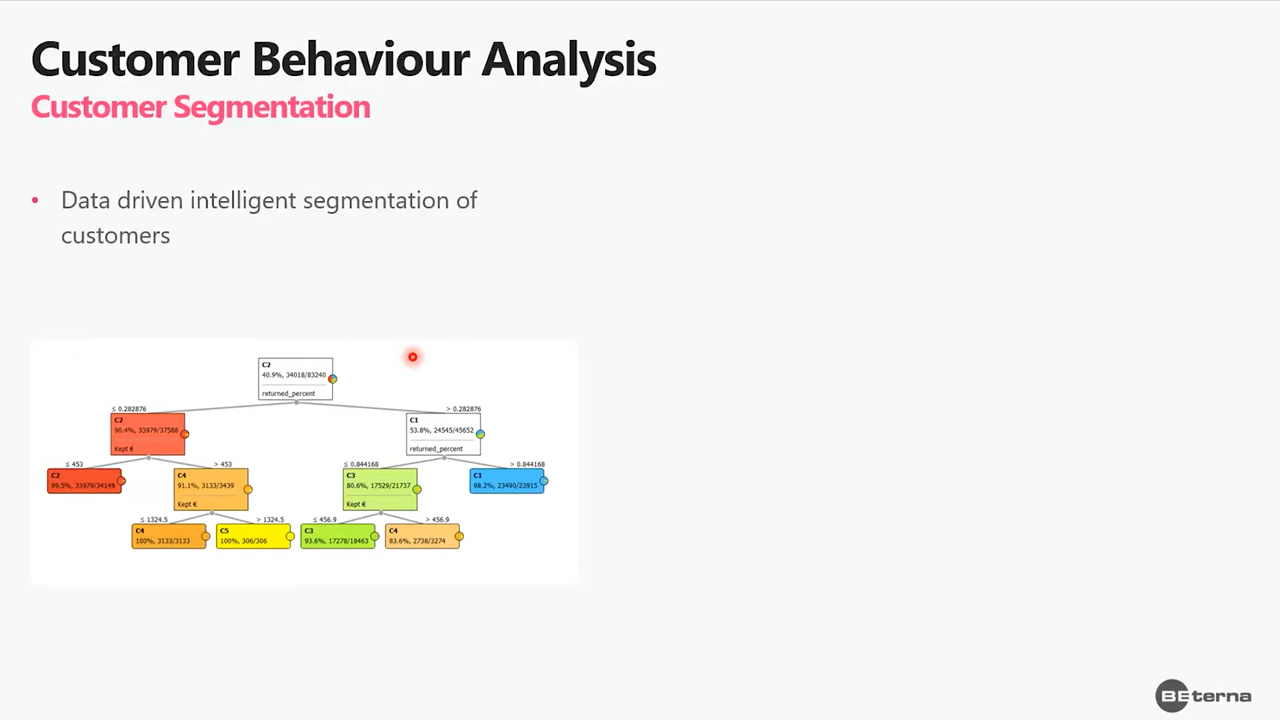 Customer Behaviour Analysis
Customer Segmentation
• Data driven intelligent segmentation of
customers
C2
40.9%, 34018/83240
returned_percent
≤ 0.282876
> 0.282876
C2
90.4%, 33979/37588
Kept €
C1
53.8%, 24545/45652
returned_percent
≤ 453
> 453
≤ 0.844168
> 0.844168
C2
99.5%, 33979/34149
C4
91.1%, 3133/3439
Kept €
C3
80.6%, 17529/21737
Kept €
C1
98.2%, 23490/23915
≤ 1324.5
> 1324.5
≤ 456.9
> 456.9
C4
100%, 3133/3133
C5
100%, 306/306
C3
93.6%, 17278/18463
C4
83.6%, 2738/3274
BEterna